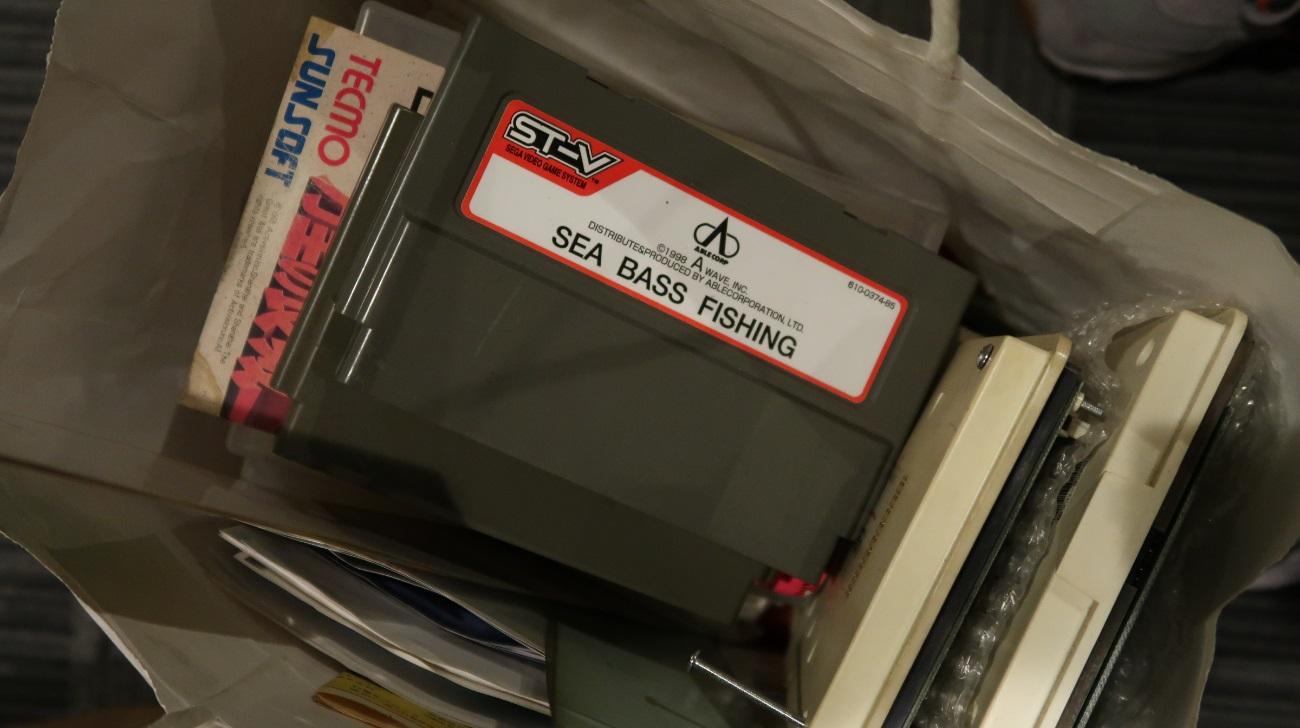 TECMO
SUNSOFT
ST-V
SEGA VIDEO GAME SYSTEM
TM
ABLE CORP
610-0374-85
©1998 A WAVE, INC.
DISTRIBUTE&PRODUCED BY ABLECORPORATION. LTD.
SEA BASS FISHING